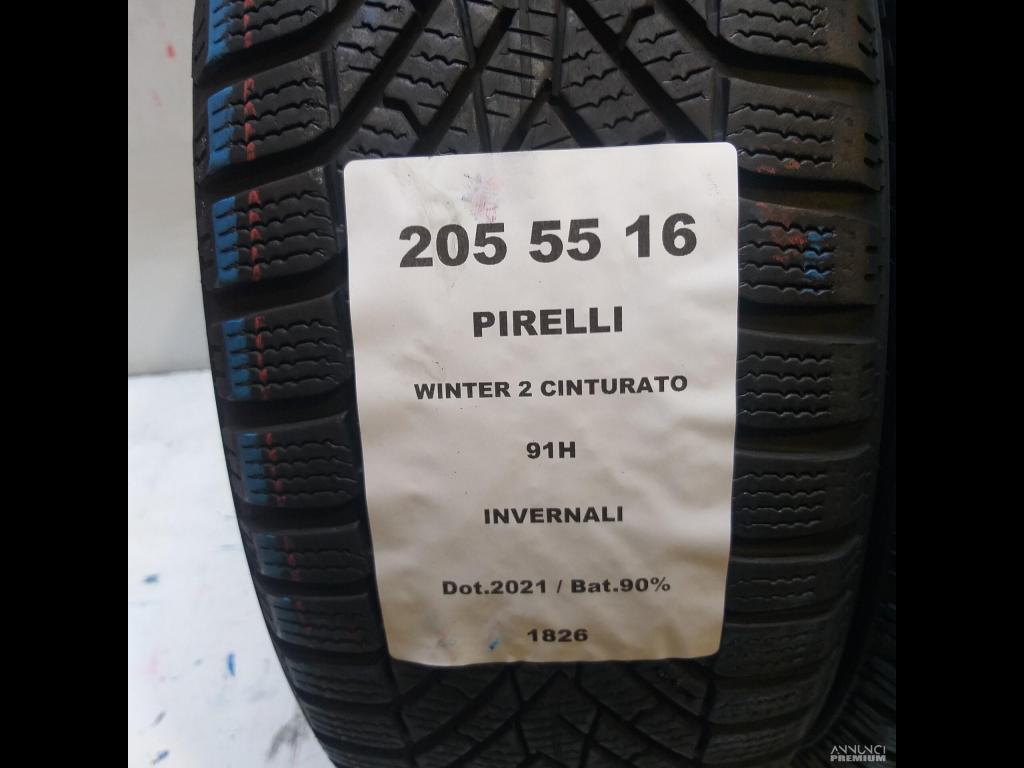 205 55 16
PIRELLI
WINTER 2 CINTURATO
91H
INVERNALI
Dot.2021 / Bat.90%
1826
ANNUNCI
PREMIUM